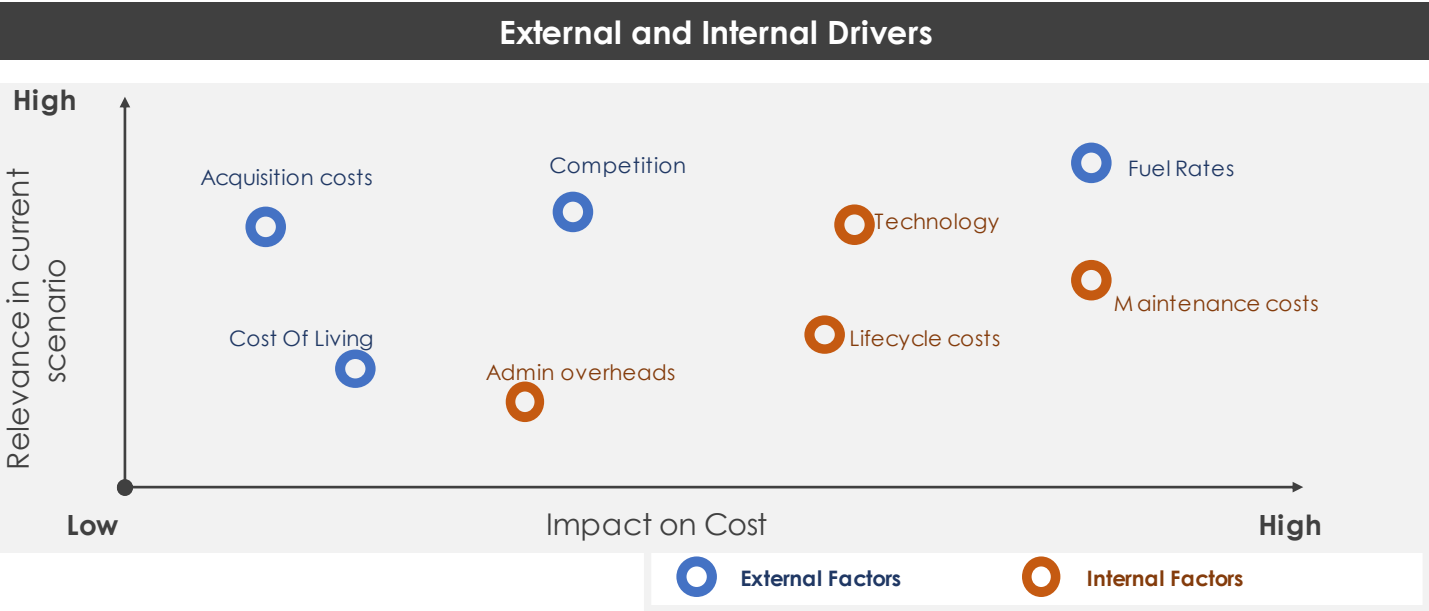 External and Internal Drivers
High
Relevance in current
scenario
Acquisition costs
Competition
Fuel Rates
Technology
Maintenance costs
Cost Of Living
Lifecycle costs
Admin overheads
Low
Impact on Cost
High
External Factors
Internal Factors